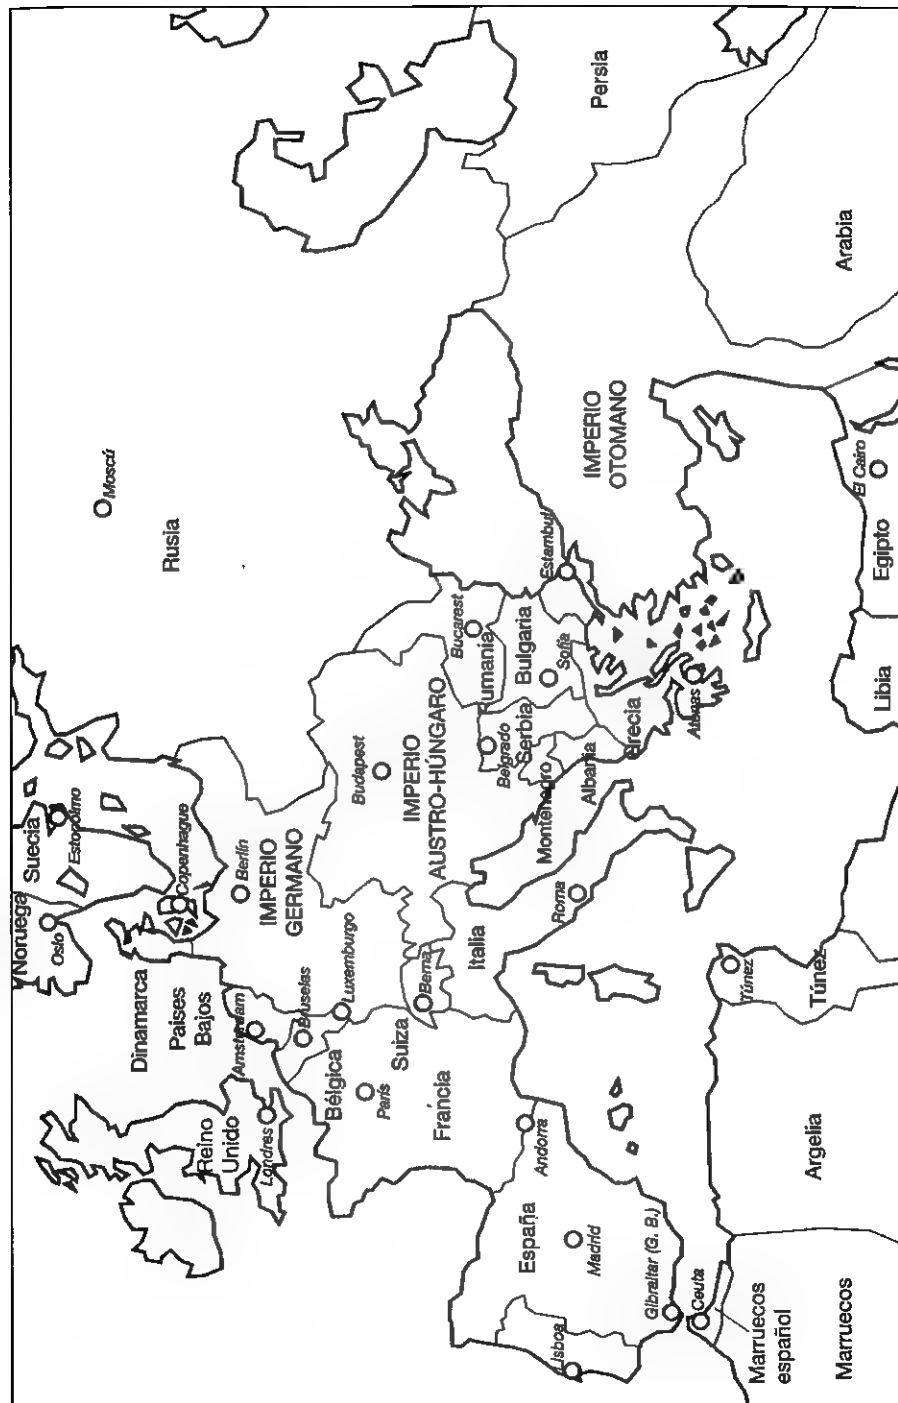 YNoruega
Oslo
Suecia
Estopolmo
Copenhague
Moscú
Rusia
Dinamarca
Paises
Bajos
Amsterdam
Berlín
IMPERIO
GERMANO
Reino
Unido
Londres
Bruselas
Bélgica
Luxemburgo
París
Francia
Suiza
Berna
Budapest
IMPERIO
AUSTRO-HÚNGARO
Bucarest
Rumania
Belgrado
Serbia
Bulgaria
Sofía
Montenegro
Albania
Grecia
Atenas
Italia
Roma
Estambul
IMPERIO
OTOMANO
Persia
Arabia
Andorra
España
Madrid
Lisboa
Gibraltar (G. B.)
Ceuta
Marruecos
español
Marruecos
Argelia
Túnez
Túnez
Libia
Egipto
El Cairo